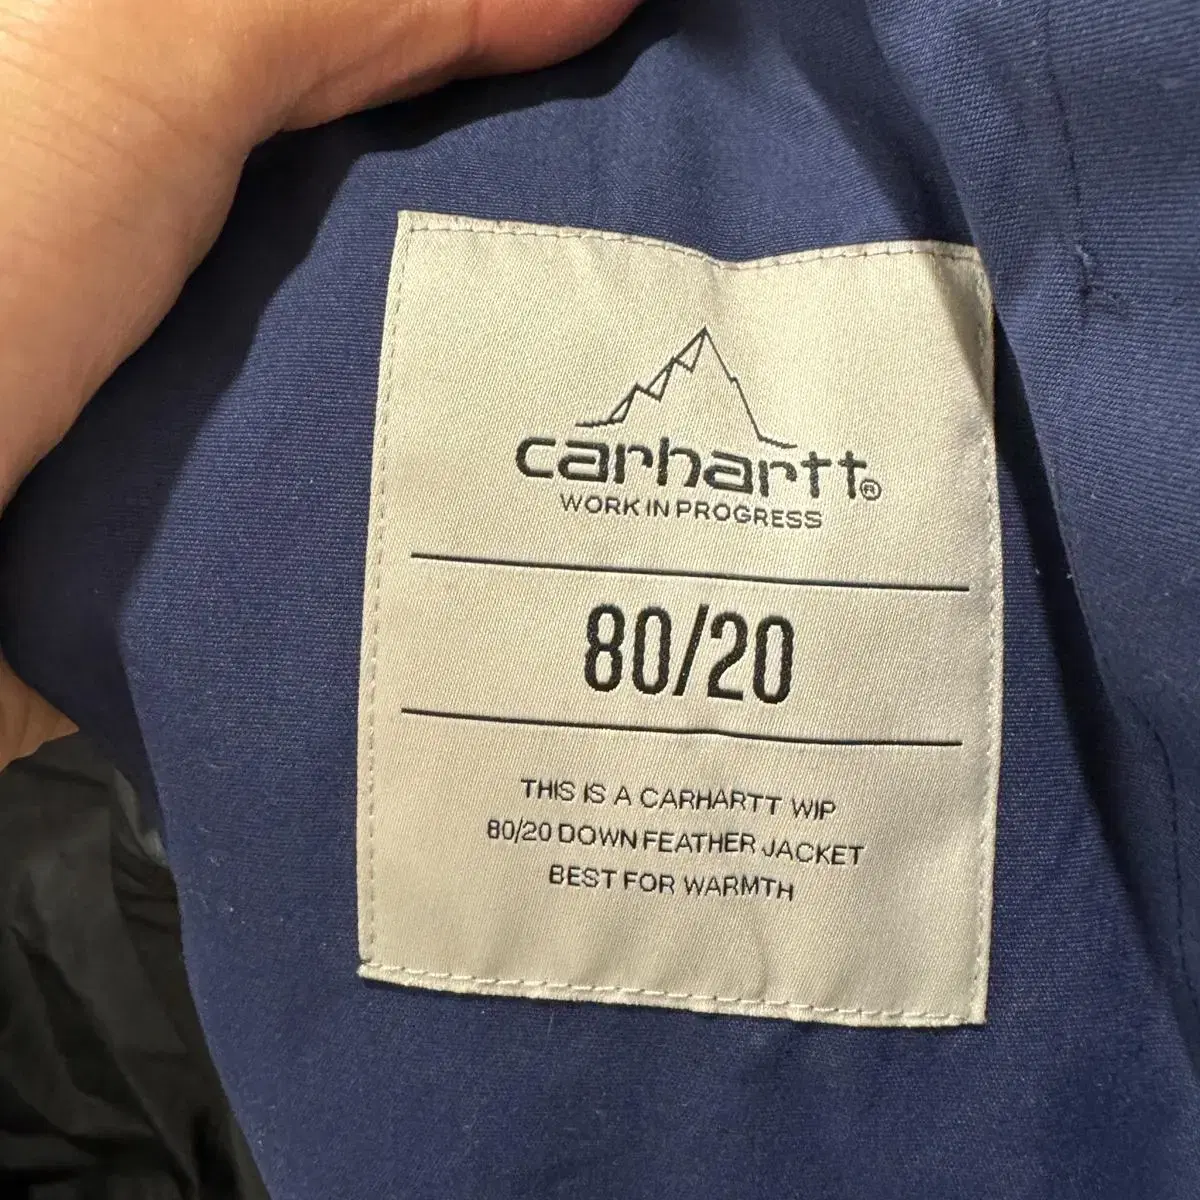 carhartt®
WORK IN PROGRESS
80/20
THIS IS A CARHARTT WIP
80/20 DOWN FEATHER JACKET
BEST FOR WARMTH